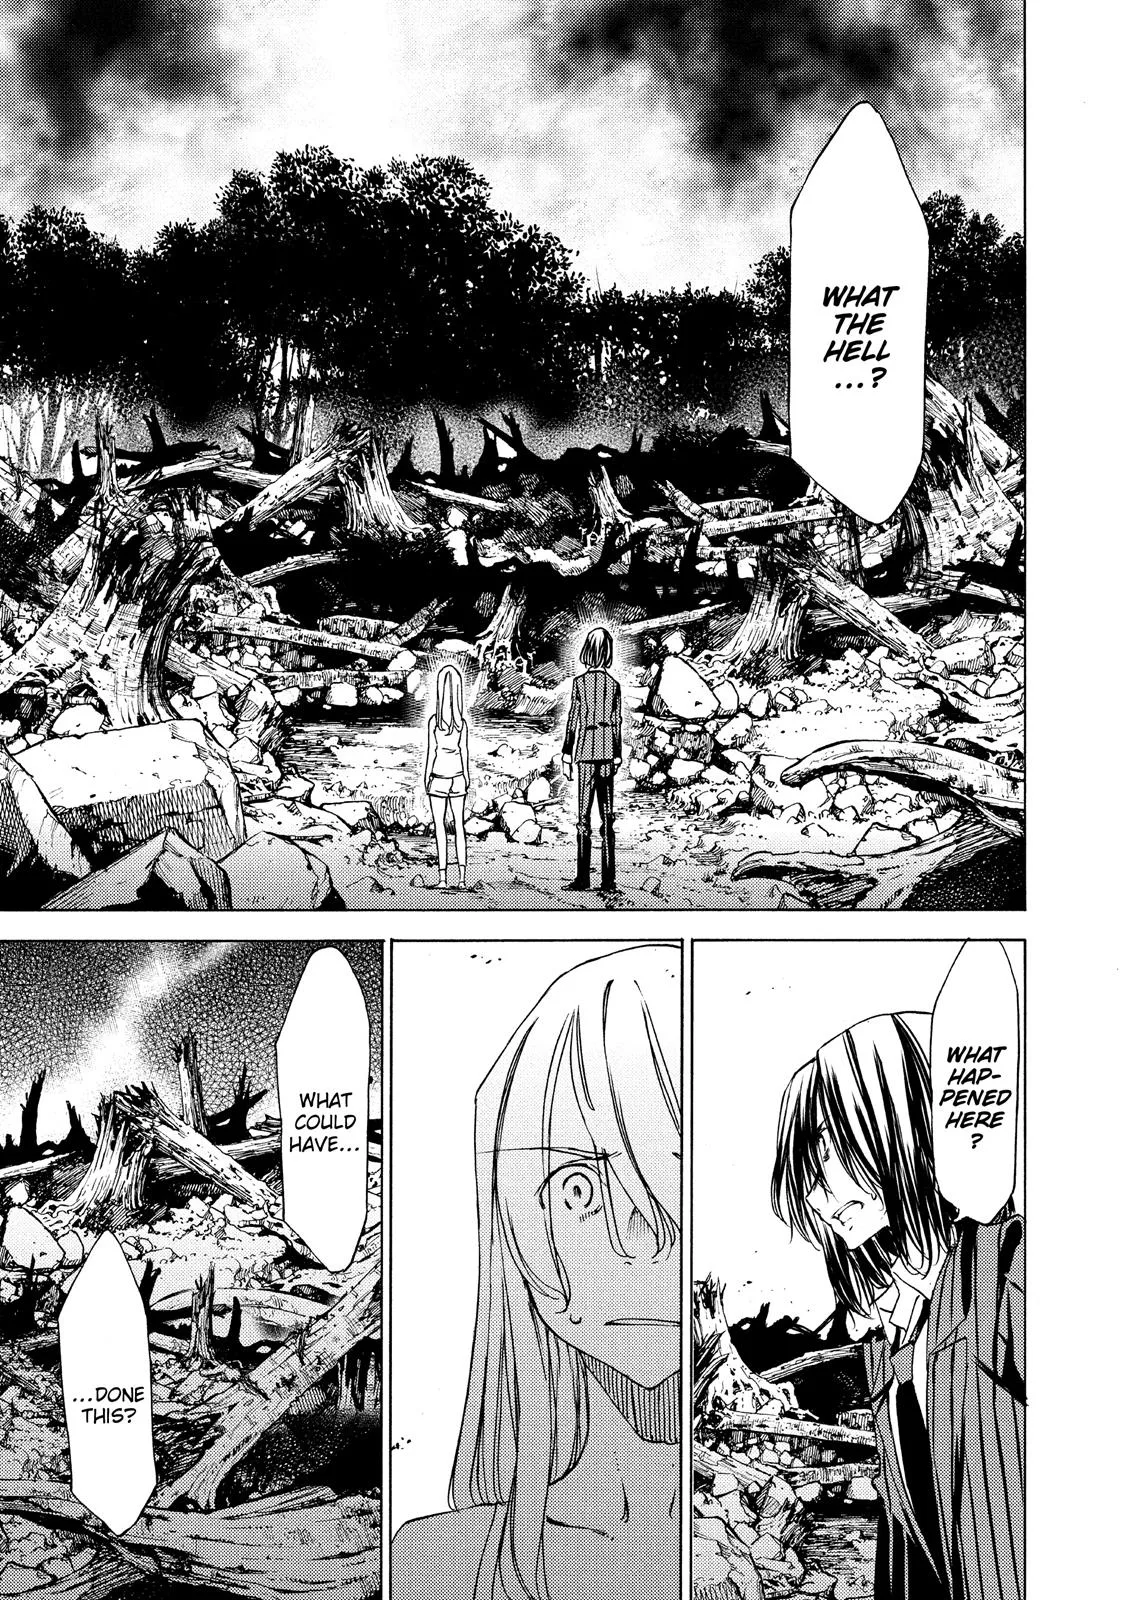 WHAT
THE
HELL
...?
WHAT
HAP-
PENED
HERE
?
WHAT
COULD
HAVE...
...DONE
THIS?